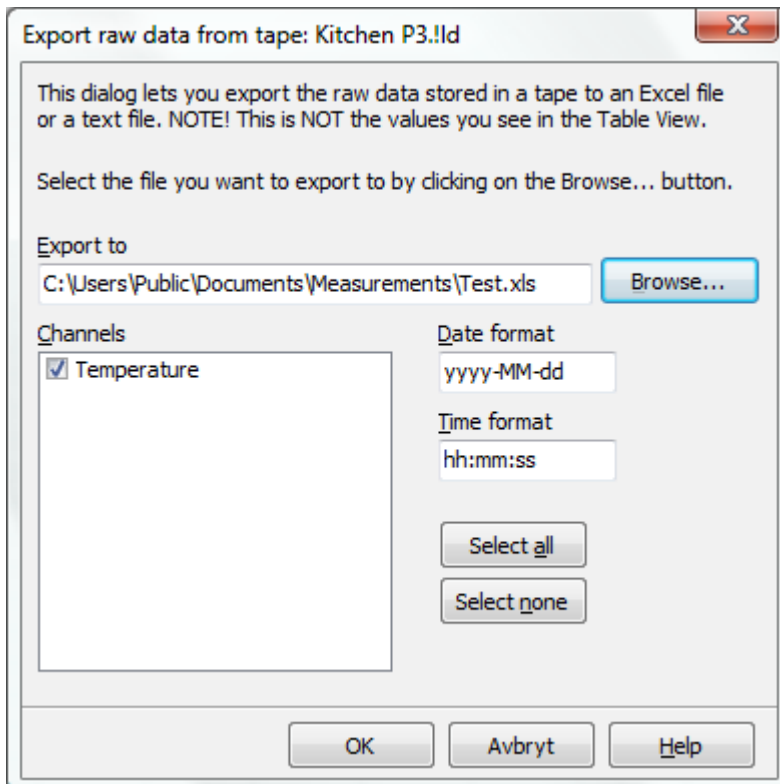 Export raw data from tape: Kitchen P3.!ld
This dialog lets you export the raw data stored in a tape to an Excel file
or a text file. NOTE! This is NOT the values you see in the Table View.
Select the file you want to export to by clicking on the Browse... button.
Export to
C:\Users\Public\Documents\Measurements\Test.xls
Browse...
Channels
Temperature
Date format
yyyy-MM-dd
Time format
hh:mm:ss
Select all
Select none
OK
Avbryt
Help